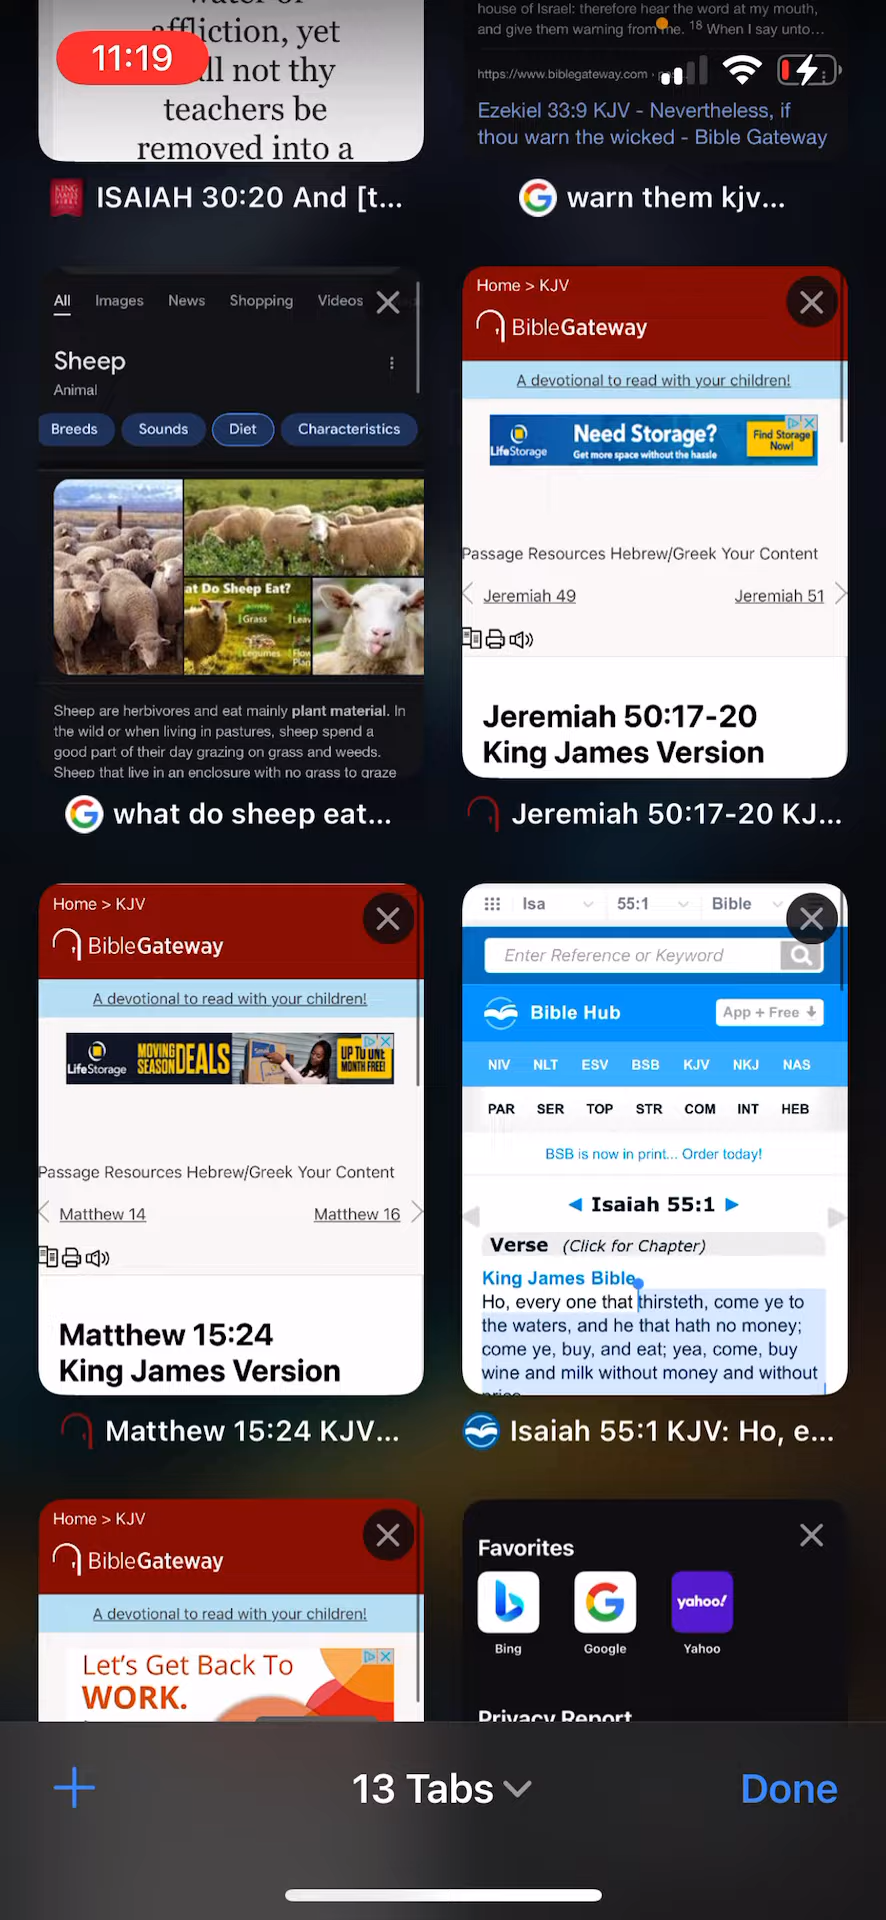 affliction, yet
ll not thy
teachers be
removed into a
11:19
house of Israel: therefore hear the word at my mouth,
and give them warning from me. 18 When I say unto...
https://www.biblegateway.com
Ezekiel 33:9 KJV - Nevertheless, if
thou warn the wicked - Bible Gateway
ISAIAH 30:20 And [t...
warn them kjv...
All Images News Shopping Videos
Sheep
Animal
Breeds Sounds Diet Characteristics
at Do Sheep Eat?
Grass
Legumes
Sheep are herbivores and eat mainly plant material. In
the wild or when living in pastures, sheep spend a
good part of their day grazing on grass and weeds.
Sheep that live in an enclosure with no grass to graze
what do sheep eat...
Home > KJV
BibleGateway
A devotional to read with your children!
LifeStorage
Need Storage?
Get more space without the hassle
Find Storage
Now!
Passage Resources Hebrew/Greek Your Content
Jeremiah 49 Jeremiah 51
Jeremiah 50:17-20
King James Version
Jeremiah 50:17-20 KJ...
Home > KJV
BibleGateway
A devotional to read with your children!
LifeStorage
MOVING
SEASON DEALS
UP TO ONE
MONTH FREE!
Passage Resources Hebrew/Greek Your Content
Matthew 14 Matthew 16
Matthew 15:24
King James Version
Matthew 15:24 KJV...
Isa 55:1 Bible
Enter Reference or Keyword
Bible Hub
App + Free
NIV NLT ESV BSB KJV NKJ NAS
PAR SER TOP STR COM INT HEB
BSB is now in print... Order today!
Isaiah 55:1
Verse (Click for Chapter)
King James Bible
Ho, every one that thirsteth, come ye to
the waters, and he that hath no money;
come ye, buy, and eat; yea, come, buy
wine and milk without money and without
Isaiah 55:1 KJV: Ho, e...
Home > KJV
BibleGateway
A devotional to read with your children!
Let's Get Back To
WORK.
Favorites
Bing
yahoo!
Google
Yahoo
Privacy Report
13 Tabs
Done